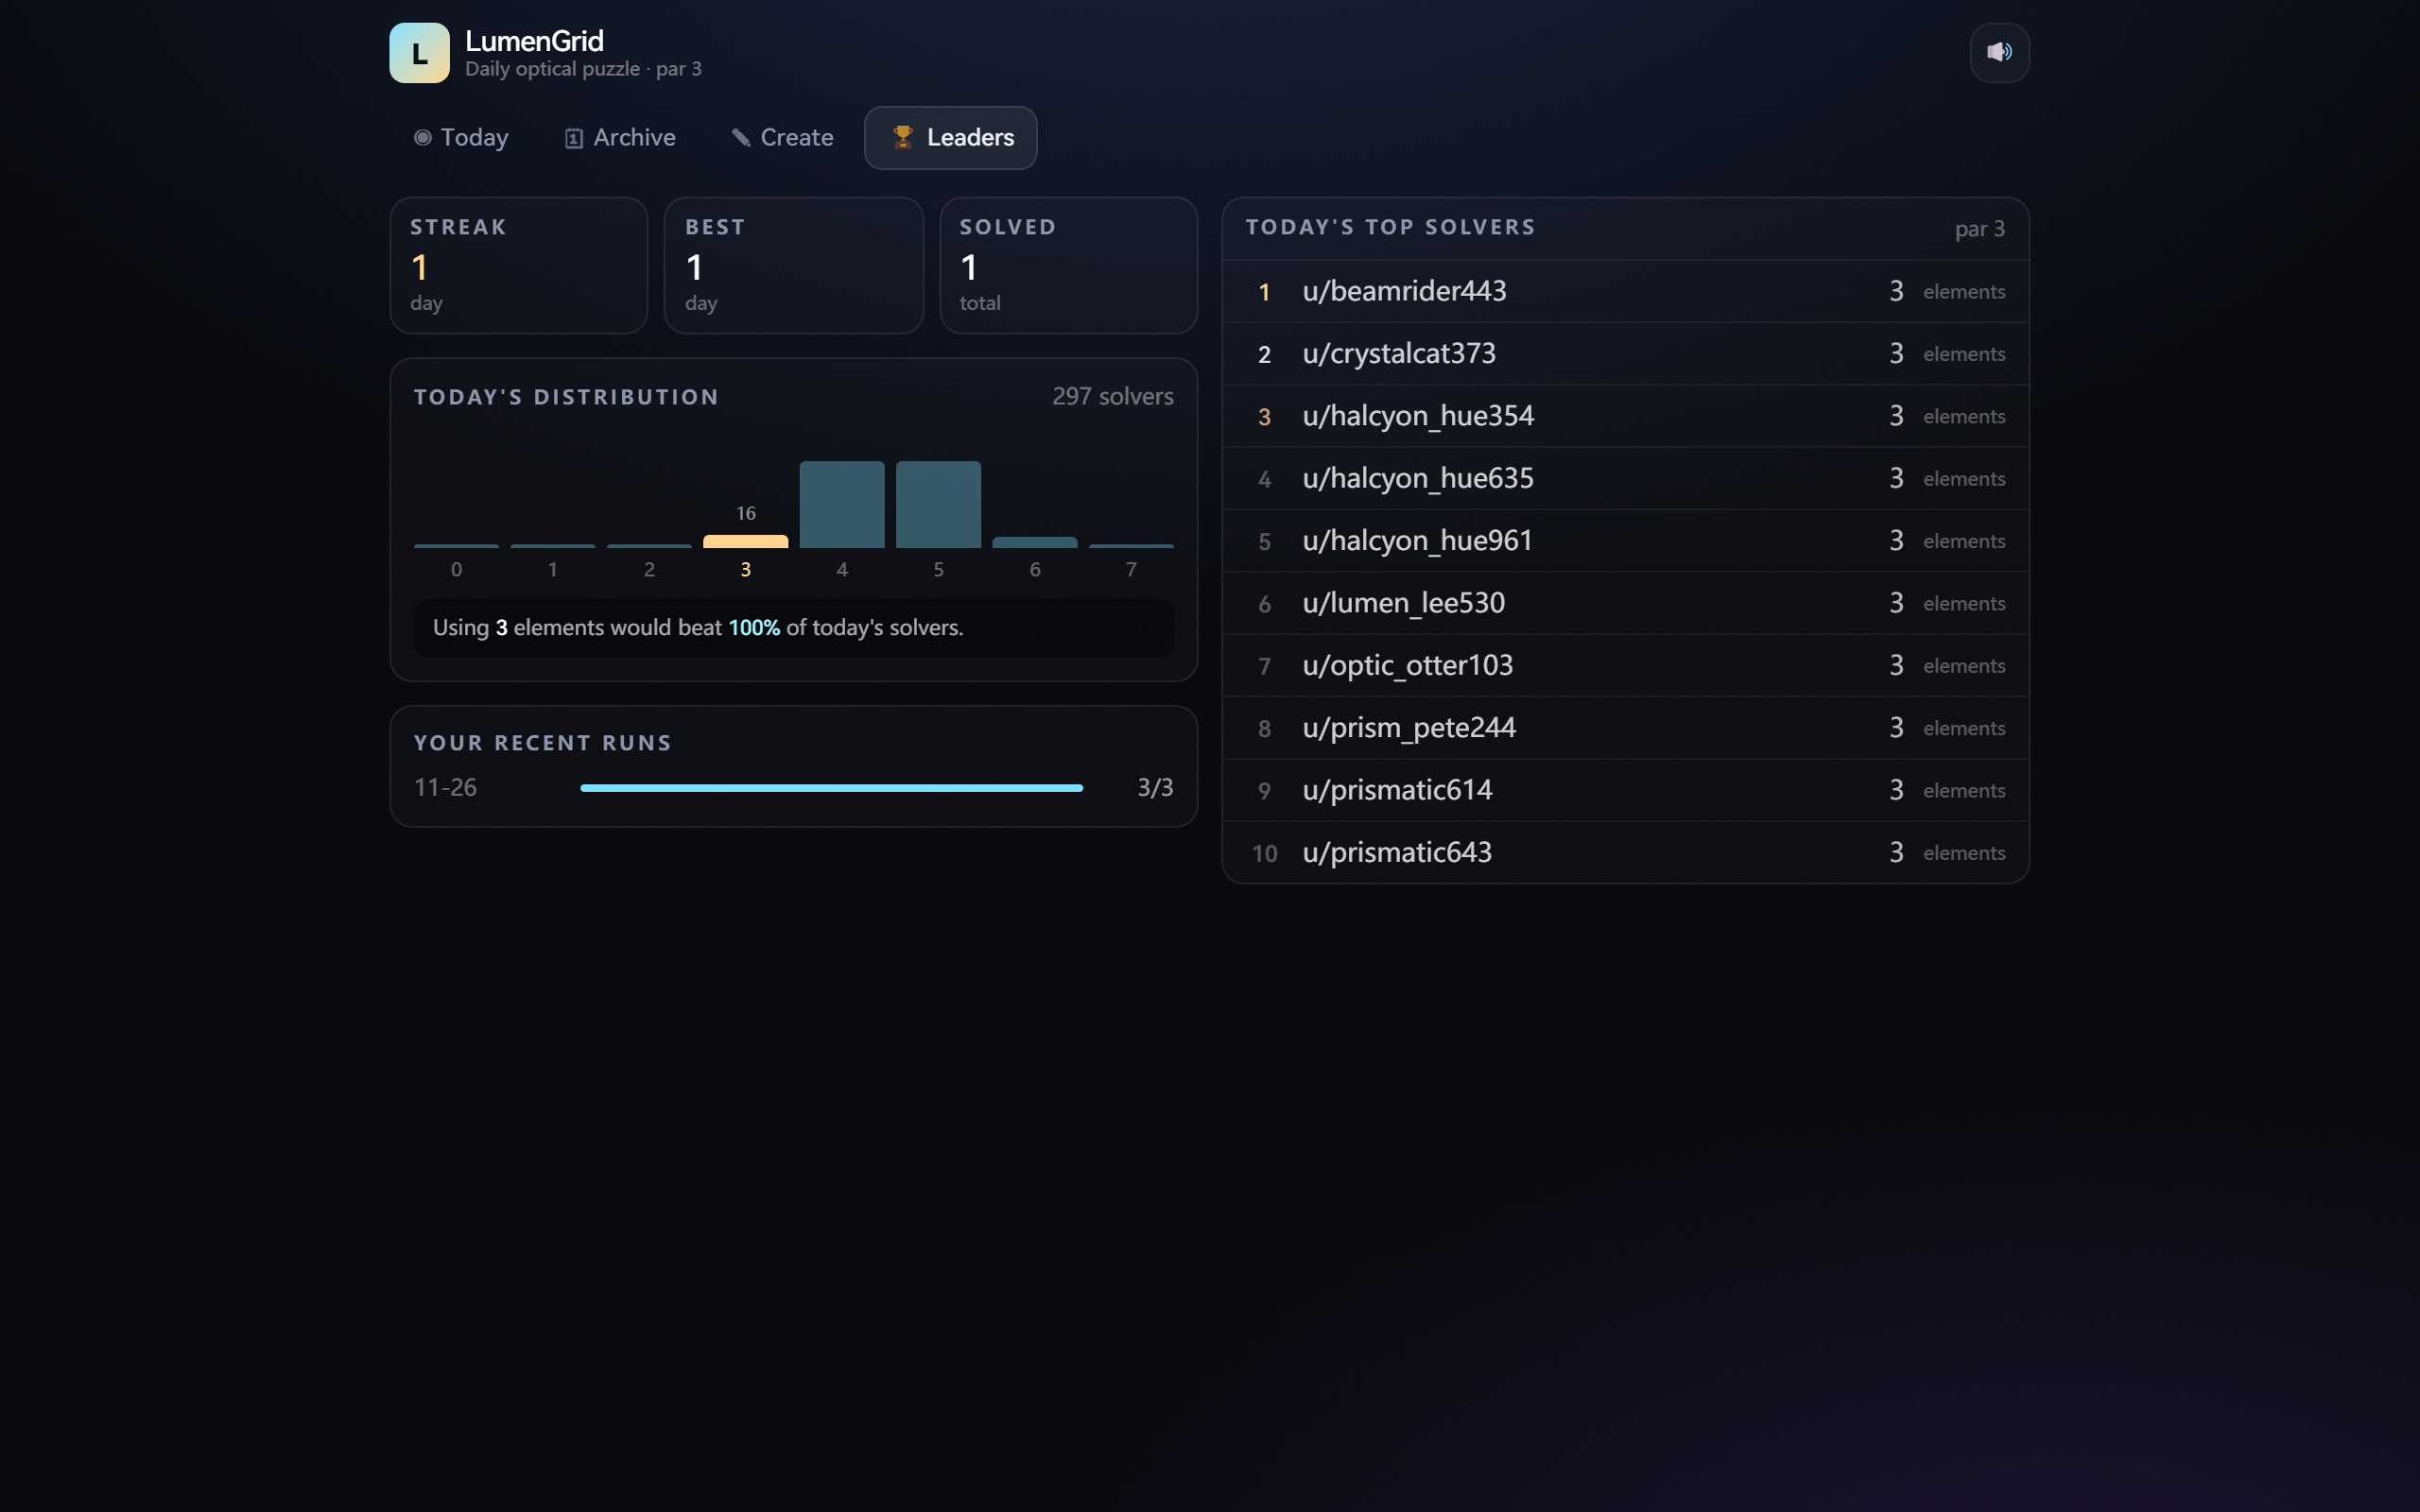 L
LumenGrid
Daily optical puzzle · par 3
Today
Archive
Create
Leaders
STREAK
1
day
BEST
1
day
SOLVED
1
total
TODAY'S DISTRIBUTION
297 solvers
16
0 1 2 3 4 5 6 7
Using 3 elements would beat 100% of today's solvers.
YOUR RECENT RUNS
11-26 3/3
TODAY'S TOP SOLVERS par 3
1 u/beamrider443 3 elements
2 u/crystalcat373 3 elements
3 u/halcyon_hue354 3 elements
4 u/halcyon_hue635 3 elements
5 u/halcyon_hue961 3 elements
6 u/lumen_lee530 3 elements
7 u/optic_otter103 3 elements
8 u/prism_pete244 3 elements
9 u/prismatic614 3 elements
10 u/prismatic643 3 elements